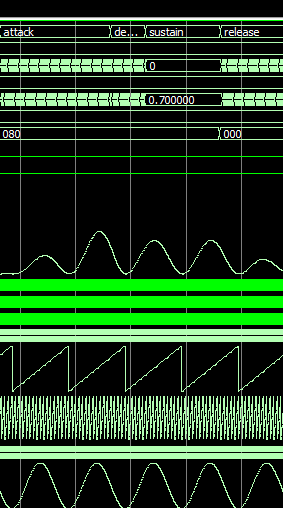 attack de... sustain release
0
0.700000
080 000